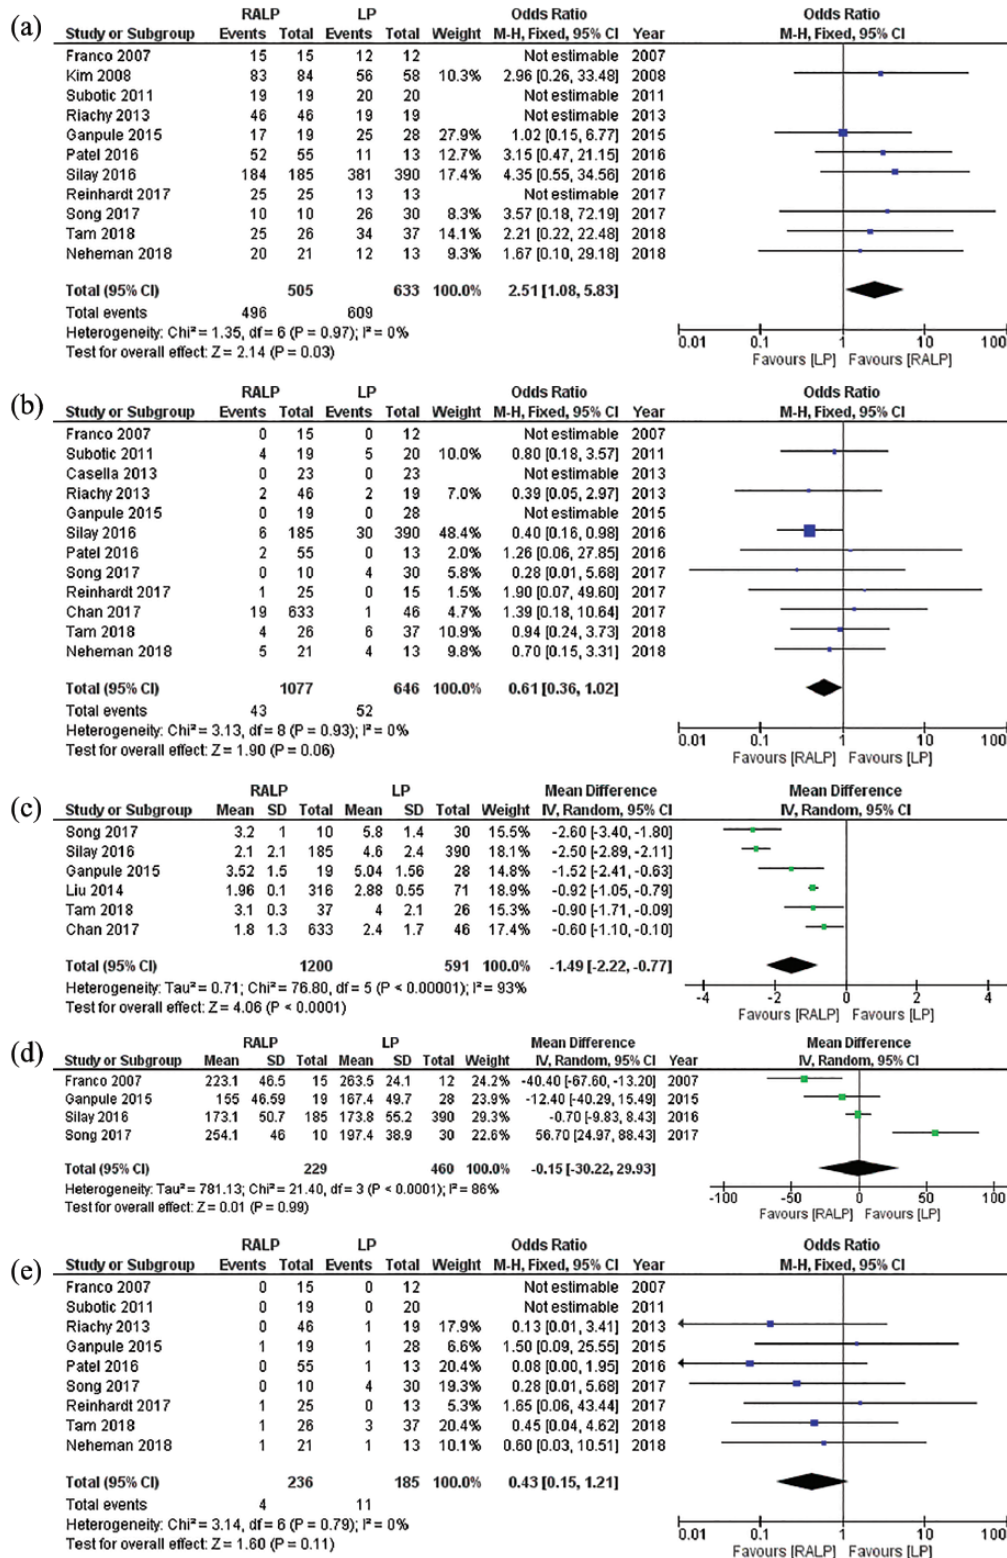 (a)
RALP LP Odds Ratio Odds Ratio
Study or Subgroup Events Total Events Total Weight M-H, Fixed, 95% CI Year M-H, Fixed, 95% CI
Franco 2007 15 15 12 12 Not estimable 2007
Kim 2008 83 84 56 58 10.3% 2.96 [0.26, 33.48] 2008
Subotic 2011 19 19 20 20 Not estimable 2011
Riachy 2013 46 46 19 19 Not estimable 2013
Ganpule 2015 17 19 25 28 27.9% 1.02 [0.15, 6.77] 2015
Patel 2016 52 55 11 13 12.7% 3.15 [0.47, 21.15] 2016
Silay 2016 184 185 381 390 17.4% 4.35 [0.55, 34.56] 2016
Reinhardt 2017 25 25 13 13 Not estimable 2017
Song 2017 10 10 26 30 8.3% 3.57 [0.18, 72.19] 2017
Tam 2018 25 26 34 37 14.1% 2.21 [0.22, 22.48] 2018
Neheman 2018 20 21 12 13 9.3% 1.67 [0.10, 29.18] 2018
Total (95% CI) 505 633 100.0% 2.51 [1.08, 5.83]
Total events 496 609
Heterogeneity: Chi² = 1.35, df = 6 (P = 0.97); I² = 0%
Test for overall effect: Z = 2.14 (P = 0.03)
0.01 0.1 1 10 100
Favours [LP] Favours [RALP]
(b)
RALP LP Odds Ratio Odds Ratio
Study or Subgroup Events Total Events Total Weight M-H, Fixed, 95% CI Year M-H, Fixed, 95% CI
Franco 2007 0 15 0 12 Not estimable 2007
Subotic 2011 4 19 5 20 10.0% 0.80 [0.18, 3.57] 2011
Casella 2013 0 23 0 23 Not estimable 2013
Riachy 2013 2 46 2 19 7.0% 0.39 [0.05, 2.97] 2013
Ganpule 2015 0 19 0 28 Not estimable 2015
Silay 2016 6 185 30 390 48.4% 0.40 [0.16, 0.98] 2016
Patel 2016 2 55 0 13 2.0% 1.26 [0.06, 27.85] 2016
Song 2017 0 10 4 30 5.8% 0.28 [0.01, 5.68] 2017
Reinhardt 2017 1 25 0 15 1.5% 1.90 [0.07, 49.60] 2017
Chan 2017 19 633 1 46 4.7% 1.39 [0.18, 10.64] 2017
Tam 2018 4 26 6 37 10.9% 0.94 [0.24, 3.73] 2018
Neheman 2018 5 21 4 13 9.8% 0.70 [0.15, 3.31] 2018
Total (95% CI) 1077 646 100.0% 0.61 [0.36, 1.02]
Total events 43 52
Heterogeneity: Chi² = 3.13, df = 8 (P = 0.93); I² = 0%
Test for overall effect: Z = 1.90 (P = 0.06)
0.01 0.1 1 10 100
Favours [RALP] Favours [LP]
(c)
RALP LP Mean Difference Mean Difference
Study or Subgroup Mean SD Total Mean SD Total Weight IV, Random, 95% CI IV, Random, 95% CI
Song 2017 3.2 1 10 5.8 1.4 30 15.5% -2.60 [-3.40, -1.80]
Silay 2016 2.1 2.1 185 4.6 2.4 390 18.1% -2.50 [-2.89, -2.11]
Ganpule 2015 3.52 1.5 19 5.04 1.56 28 14.8% -1.52 [-2.41, -0.63]
Liu 2014 1.96 0.1 316 2.88 0.55 71 18.9% -0.92 [-1.05, -0.79]
Tam 2018 3.1 0.3 37 4 2.1 26 15.3% -0.90 [-1.71, -0.09]
Chan 2017 1.8 1.3 633 2.4 1.7 46 17.4% -0.60 [-1.10, -0.10]
Total (95% CI) 1200 591 100.0% -1.49 [-2.22, -0.77]
Heterogeneity: Tau² = 0.71; Chi² = 76.80, df = 5 (P < 0.00001); I² = 93%
Test for overall effect: Z = 4.06 (P < 0.0001)
-4 -2 0 2 4
Favours [RALP] Favours [LP]
(d)
RALP LP Mean Difference Mean Difference
Study or Subgroup Mean SD Total Mean SD Total Weight IV, Random, 95% CI Year IV, Random, 95% CI
Franco 2007 223.1 46.5 15 263.5 24.1 12 24.2% -40.40 [-67.60, -13.20] 2007
Ganpule 2015 155 46.59 19 167.4 49.7 28 23.9% -12.40 [-40.29, 15.49] 2015
Silay 2016 173.1 50.7 185 173.8 55.2 390 29.3% -0.70 [-9.83, 8.43] 2016
Song 2017 254.1 46 10 197.4 38.9 30 22.6% 56.70 [24.97, 88.43] 2017
Total (95% CI) 229 460 100.0% -0.15 [-30.22, 29.93]
Heterogeneity: Tau² = 781.13; Chi² = 21.40, df = 3 (P < 0.0001); I² = 86%
Test for overall effect: Z = 0.01 (P = 0.99)
-100 -50 0 50 100
Favours [RALP] Favours [LP]
(e)
RALP LP Odds Ratio Odds Ratio
Study or Subgroup Events Total Events Total Weight M-H, Fixed, 95% CI Year M-H, Fixed, 95% CI
Franco 2007 0 15 0 12 Not estimable 2007
Subotic 2011 0 19 0 20 Not estimable 2011
Riachy 2013 0 46 1 19 17.9% 0.13 [0.01, 3.41] 2013
Ganpule 2015 1 19 1 28 6.6% 1.50 [0.09, 25.55] 2015
Patel 2016 0 55 1 13 20.4% 0.08 [0.00, 1.95] 2016
Song 2017 0 10 4 30 19.3% 0.28 [0.01, 5.68] 2017
Reinhardt 2017 1 25 0 13 5.3% 1.65 [0.06, 43.44] 2017
Tam 2018 1 26 3 37 20.4% 0.45 [0.04, 4.62] 2018
Neheman 2018 1 21 1 13 10.1% 0.60 [0.03, 10.51] 2018
Total (95% CI) 236 185 100.0% 0.43 [0.15, 1.21]
Total events 4 11
Heterogeneity: Chi² = 3.14, df = 6 (P = 0.79); I² = 0%
Test for overall effect: Z = 1.60 (P = 0.11)
0.01 0.1 1 10 100
Favours [RALP] Favours [LP]